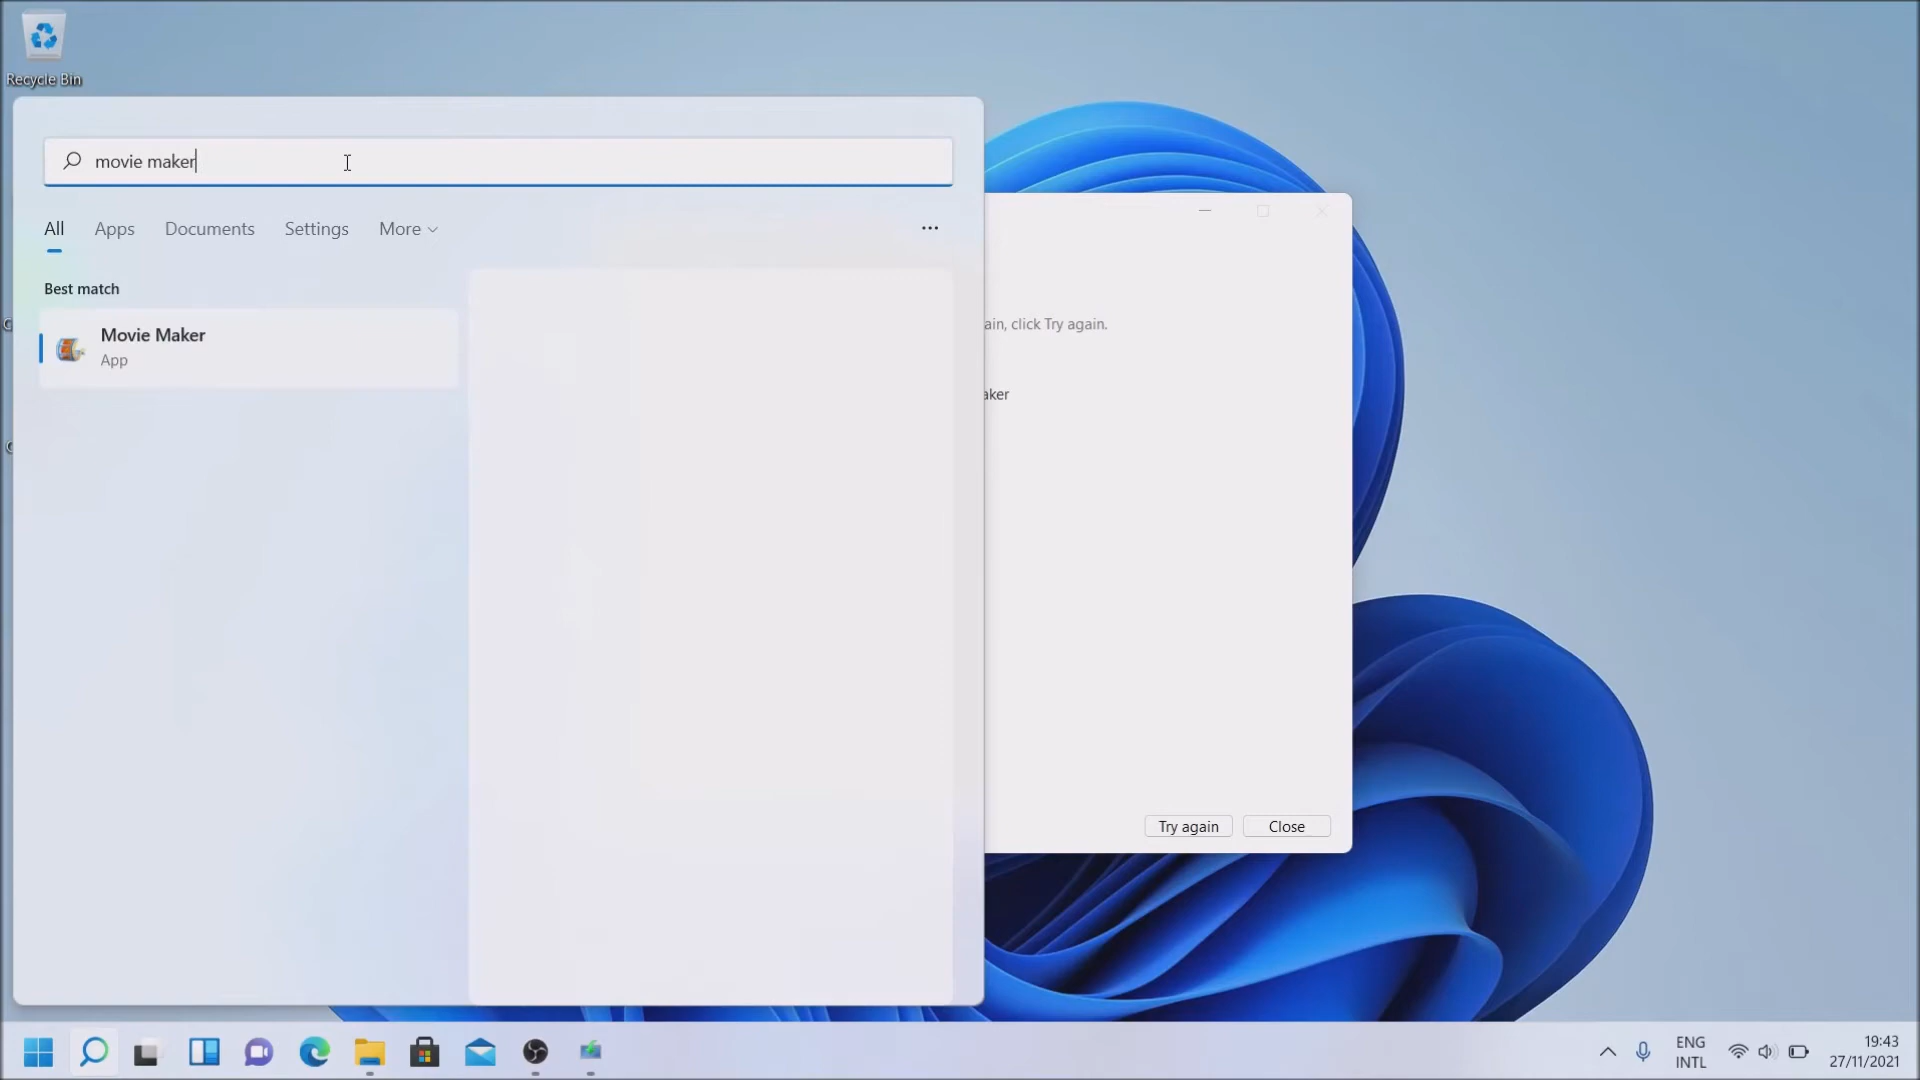 Recycle Bin
movie maker
All Apps Documents Settings More
Best match
Movie Maker
App
ain, click Try again.
aker
Try again Close
ENG
INTL
19:43
27/11/2021